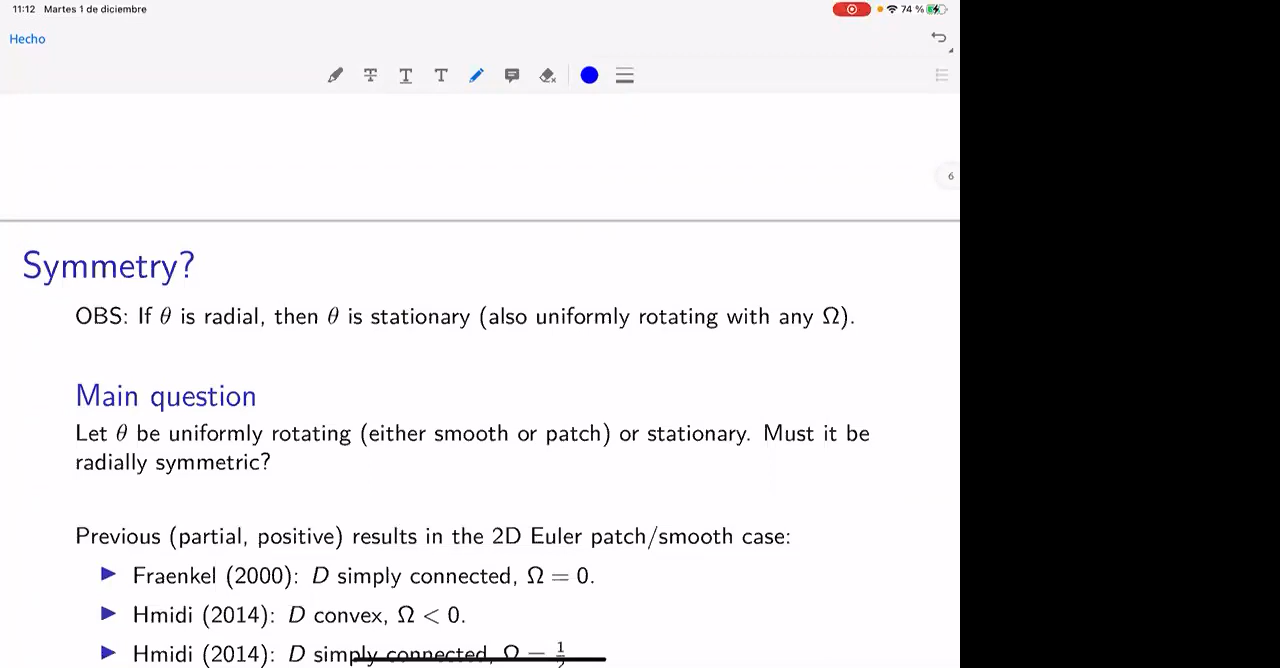 11:12 Martes 1 de diciembre
74 %
Hecho
6
Symmetry?
OBS: If θ is radial, then θ is stationary (also uniformly rotating with any Ω).
Main question
Let θ be uniformly rotating (either smooth or patch) or stationary. Must it be
radially symmetric?
Previous (partial, positive) results in the 2D Euler patch/smooth case:
▶ Fraenkel (2000): D simply connected, Ω = 0.
▶ Hmidi (2014): D convex, Ω < 0.
▶ Hmidi (2014): D simply connected, Ω = 1/2